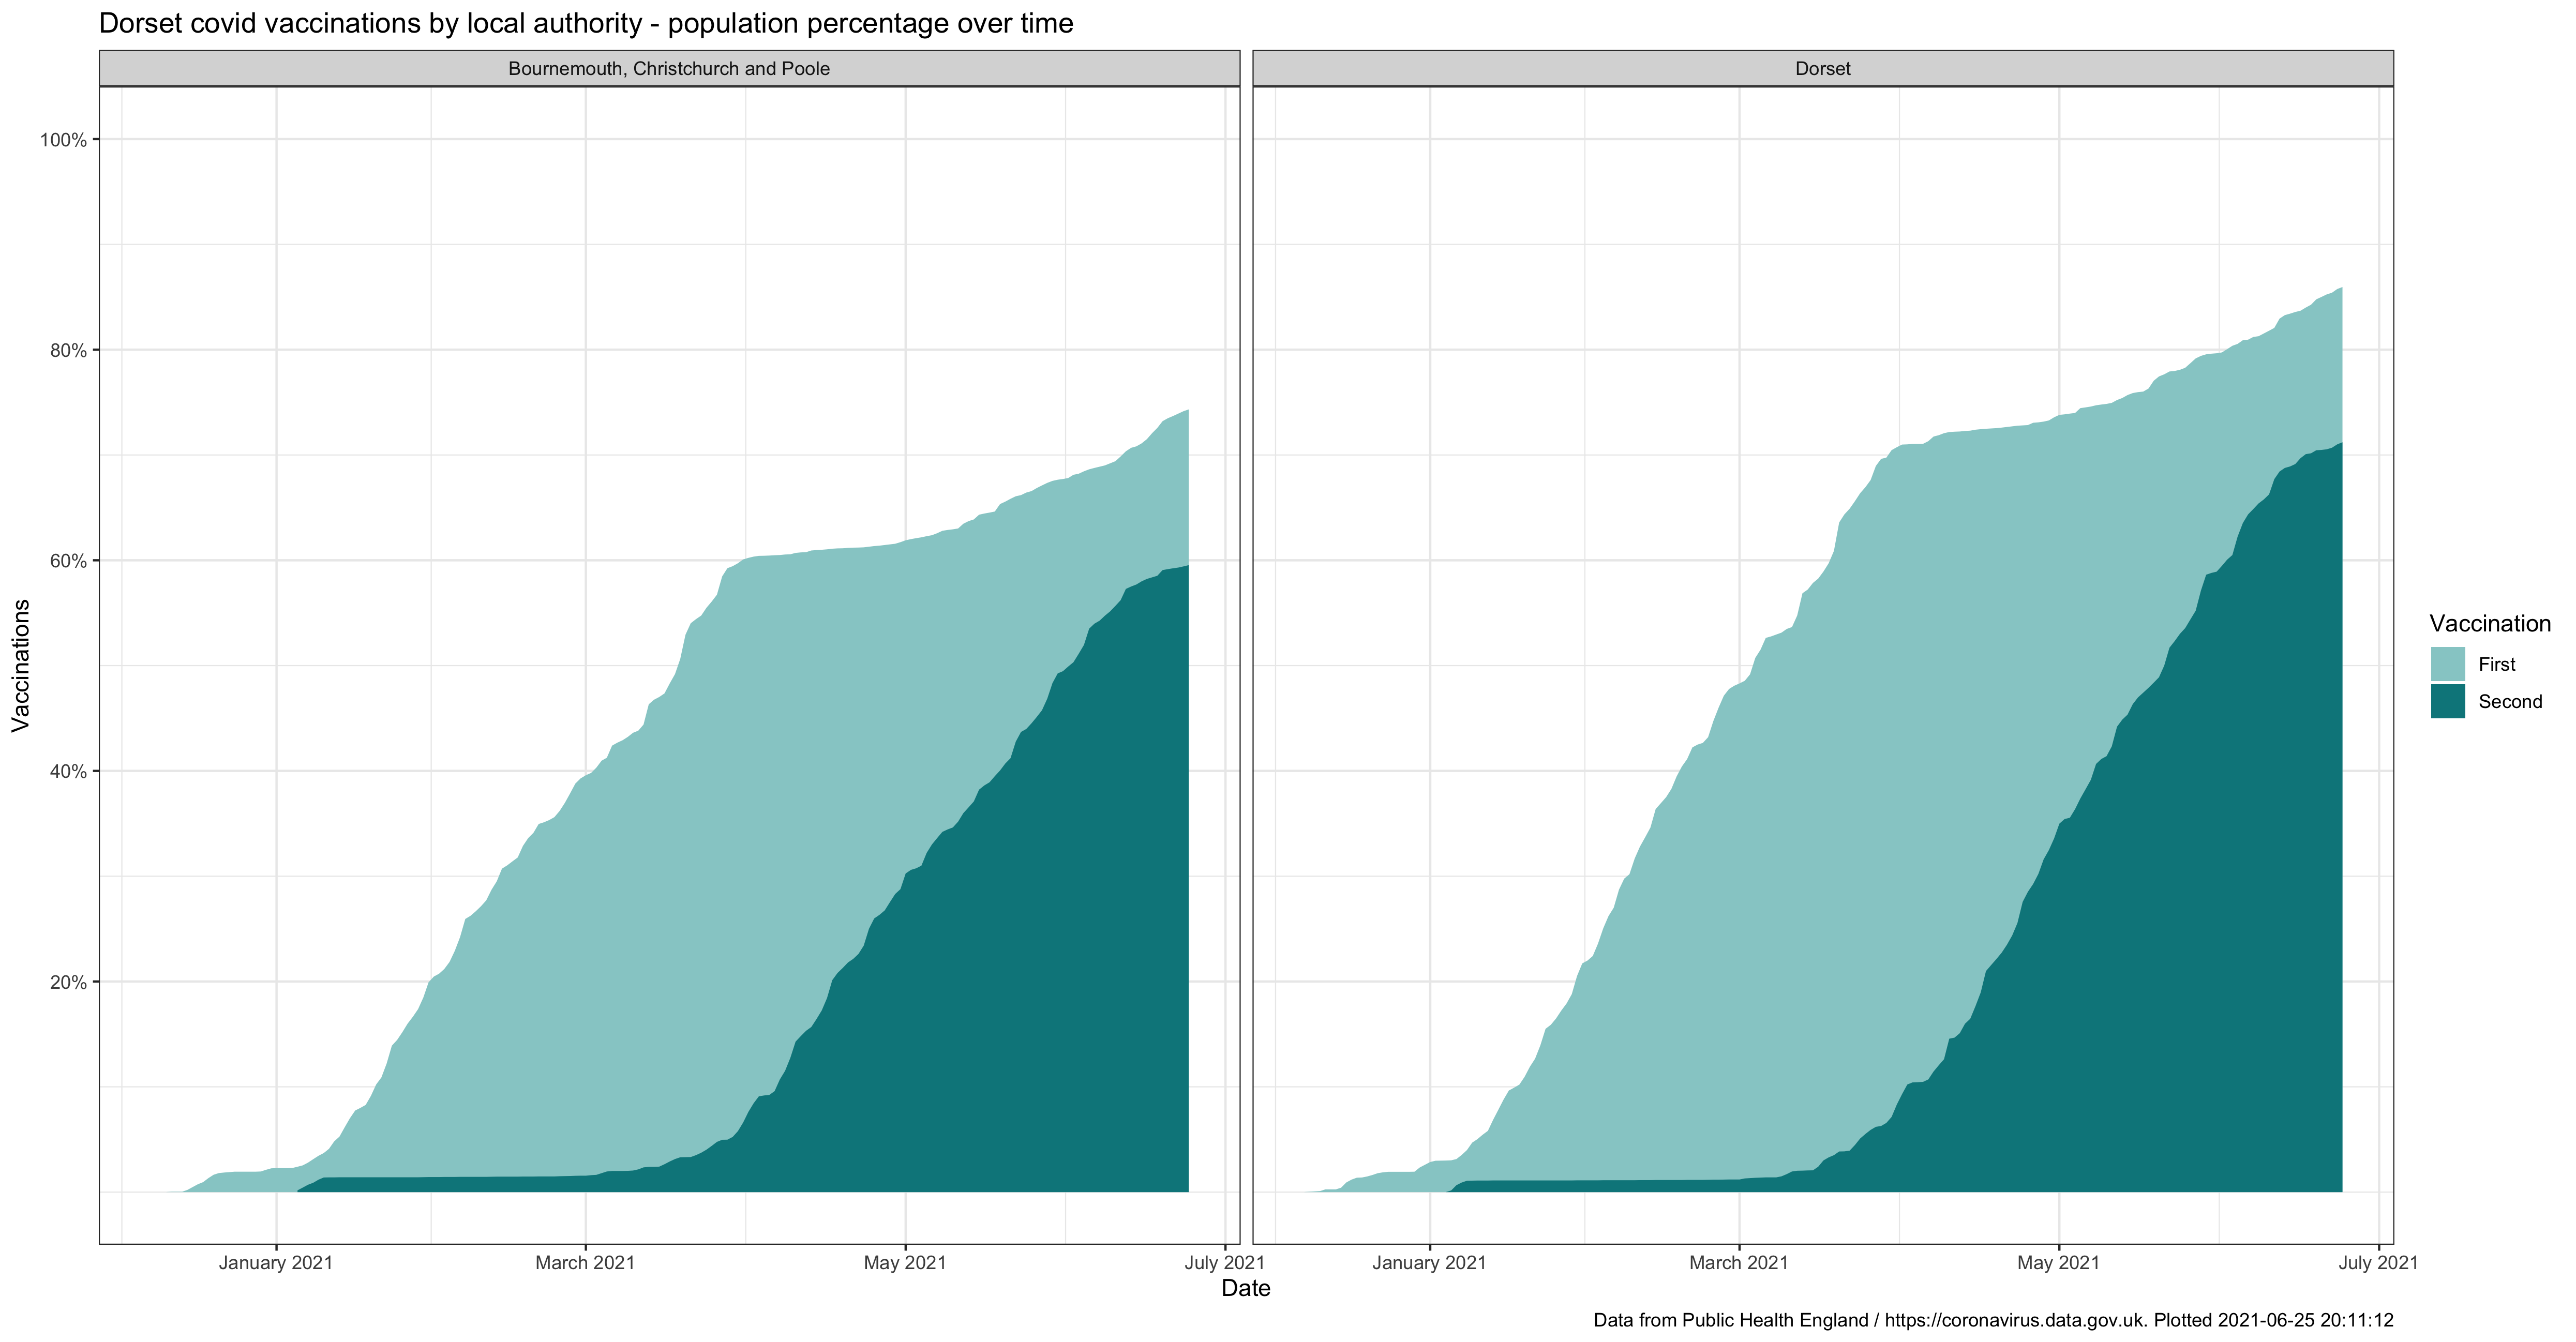 Dorset covid vaccinations by local authority - population percentage over time
Bournemouth, Christchurch and Poole
Dorset
100%
80%
60%
40%
20%
Vaccinations
January 2021
March 2021
May 2021
July 2021
January 2021
March 2021
May 2021
July 2021
Date
Vaccination
First
Second
Data from Public Health England / https://coronavirus.data.gov.uk. Plotted 2021-06-25 20:11:12